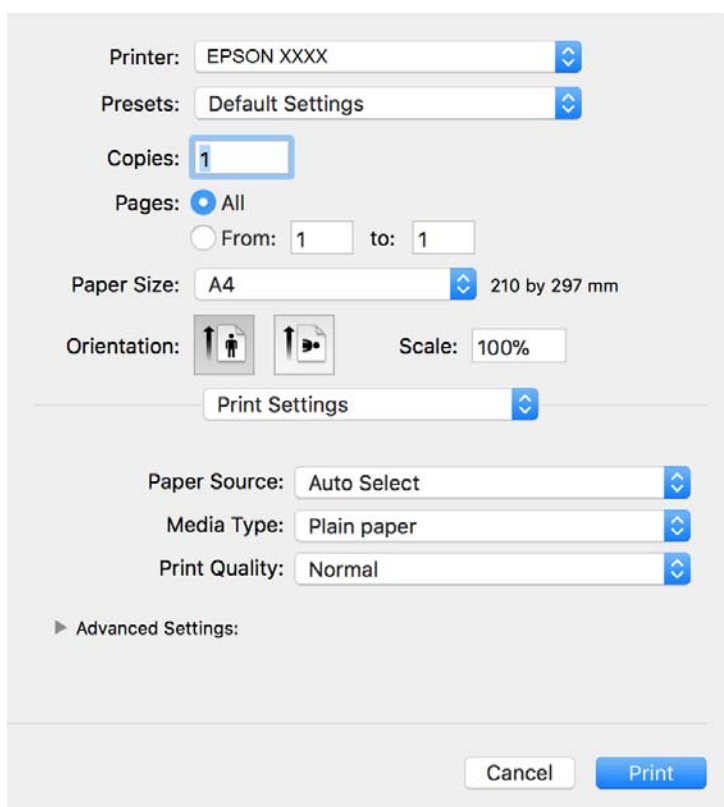 Printer: EPSON XXXX
Presets: Default Settings
Copies: 1
Pages: All
From: 1 to: 1
Paper Size: A4 210 by 297 mm
Orientation: Scale: 100%
Print Settings
Paper Source: Auto Select
Media Type: Plain paper
Print Quality: Normal
Advanced Settings:
Cancel Print